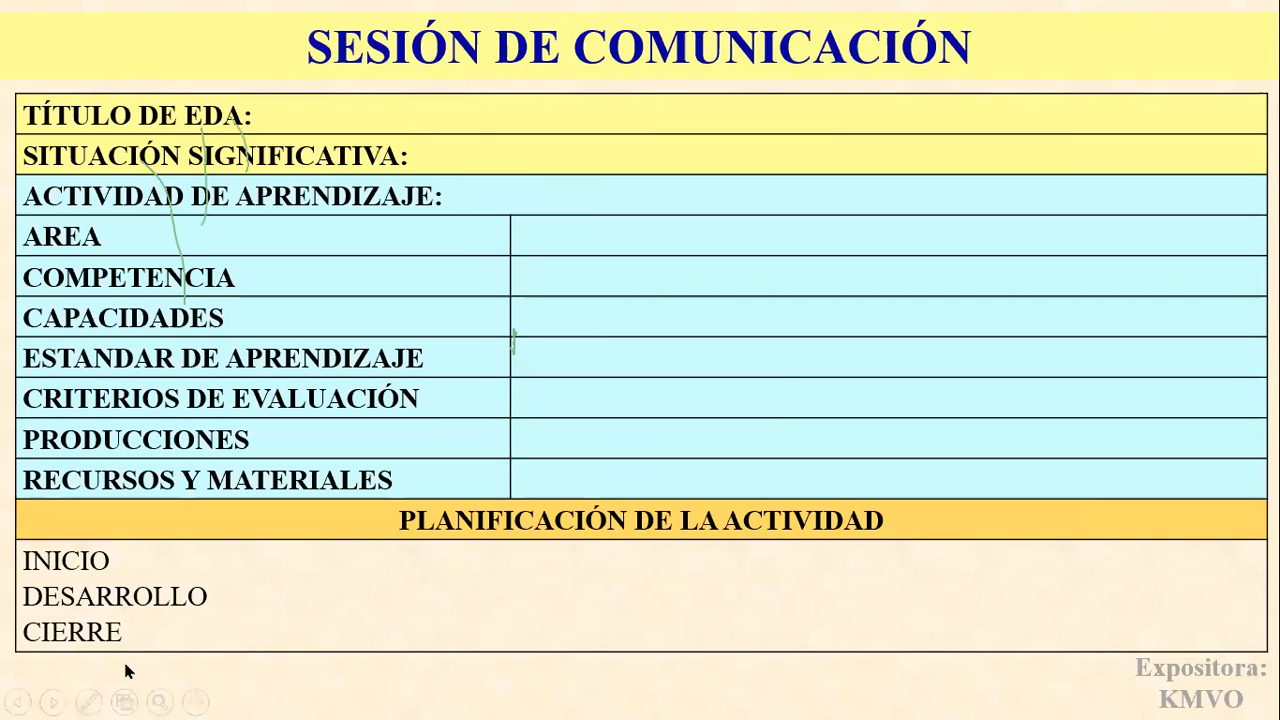 SESIÓN DE COMUNICACIÓN
TÍTULO DE EDA:
SITUACIÓN SIGNIFICATIVA:
ACTIVIDAD DE APRENDIZAJE:
AREA
COMPETENCIA
CAPACIDADES
ESTANDAR DE APRENDIZAJE
CRITERIOS DE EVALUACIÓN
PRODUCCIONES
RECURSOS Y MATERIALES
PLANIFICACIÓN DE LA ACTIVIDAD
INICIO
DESARROLLO
CIERRE
Expositora:
KMVO